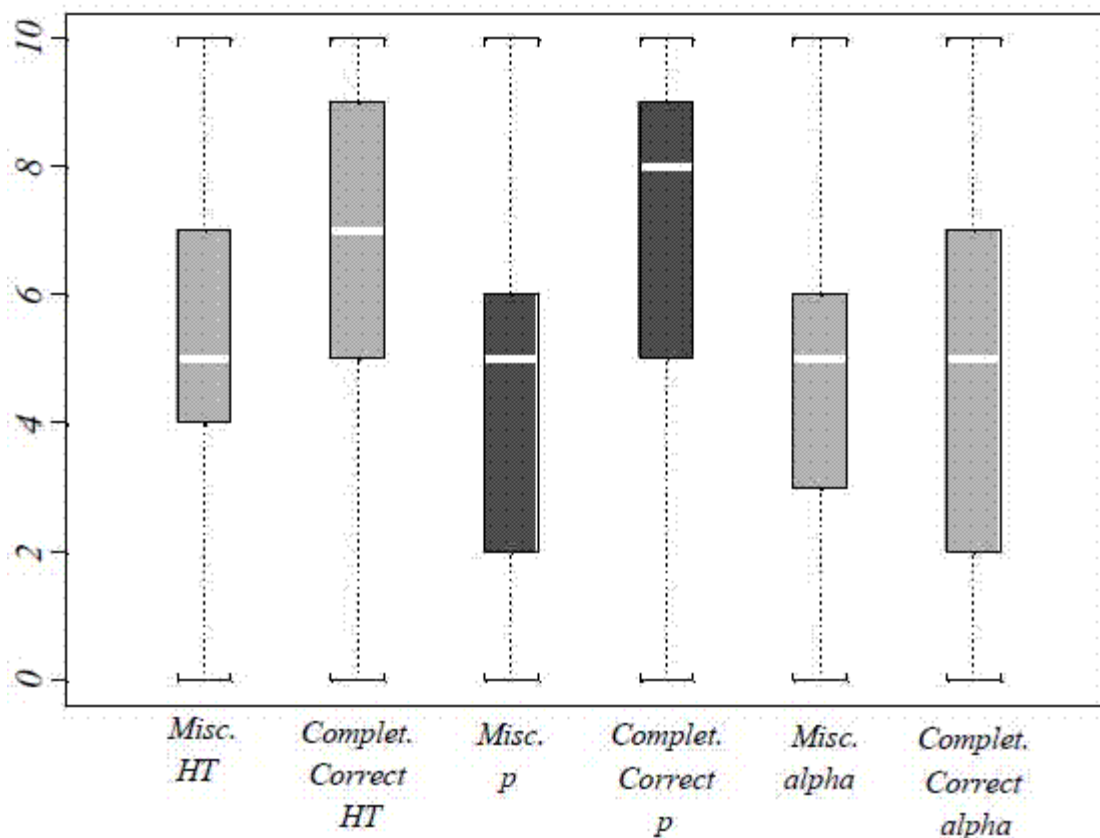 10
8
6
4
2
0
Misc.
HT
Complet.
Correct
HT
Misc.
p
Complet.
Correct
p
Misc.
alpha
Complet.
Correct
alpha